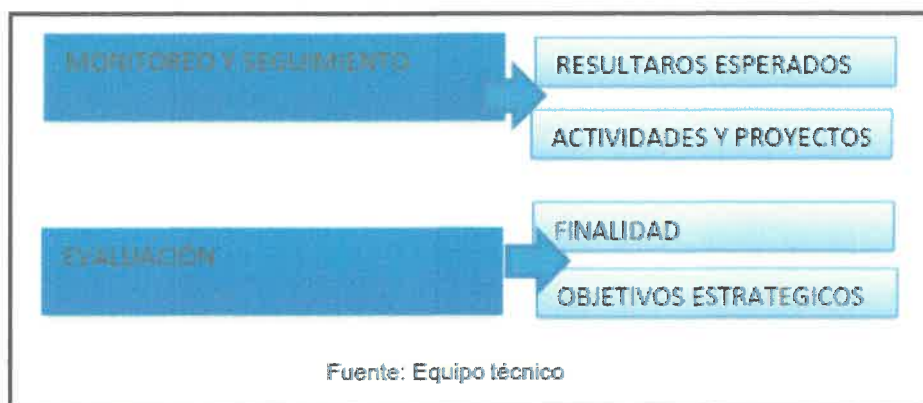 MONITOREO Y SEGUIMIENTO
RESULTAROS ESPERADOS
ACTIVIDADES Y PROYECTOS
EVALUACIÓN
FINALIDAD
OBJETIVOS ESTRATEGICOS
Fuente: Equipo técnico